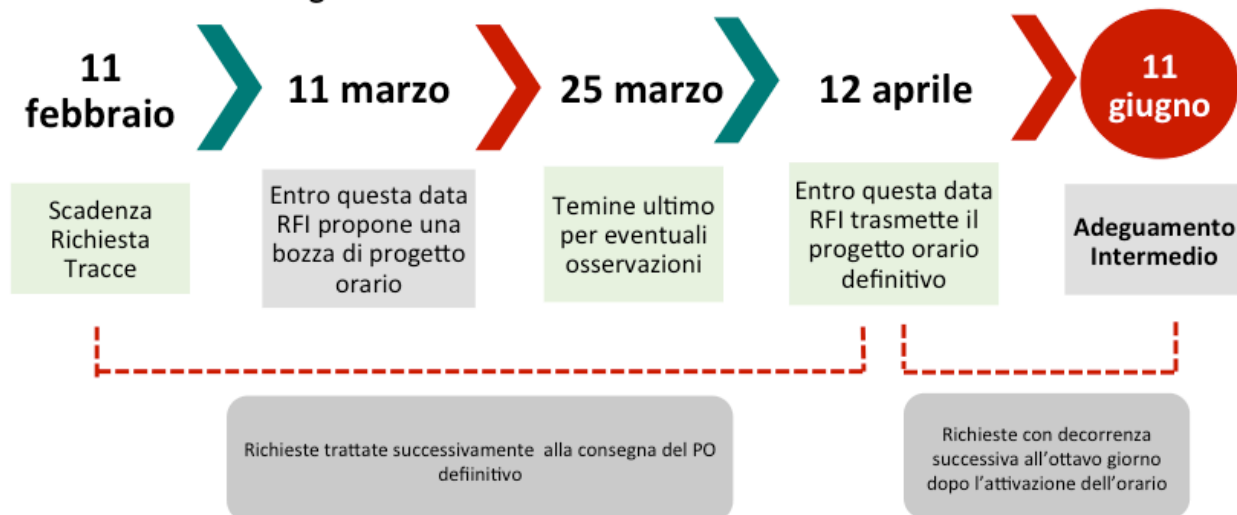 11
febbraio
11 marzo
25 marzo
12 aprile
11
giugno
Scadenza
Richiesta
Tracce
Entro questa data
RFI propone una
bozza di progetto
orario
Temine ultimo
per eventuali
osservazioni
Entro questa data
RFI trasmette il
progetto orario
definitivo
Adeguamento
Intermedio
Richieste trattate successivamente alla consegna del PO
defiinitivo
Richieste con decorrenza
successiva all'ottavo giorno
dopo l'attivazione dell'orario